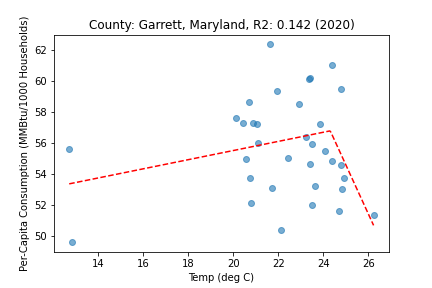 County: Garrett, Maryland, R2: 0.142 (2020)
Per-Capita Consumption (MMBtu/1000 Households)
62
60
58
56
54
52
50
14 16 18 20 22 24 26
Temp (deg C)